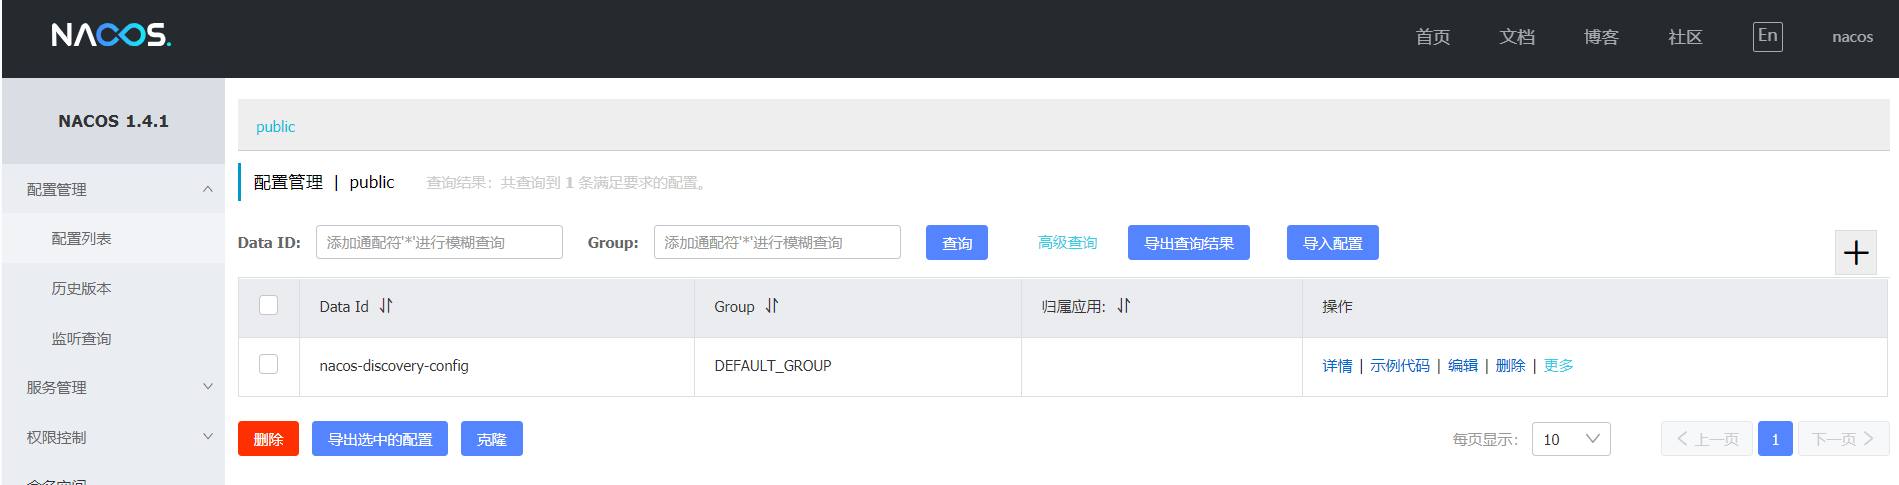 NACOS.
首页 文档 博客 社区 En nacos
NACOS 1.4.1
配置管理
配置列表
历史版本
监听查询
服务管理
权限控制
命名空间
public
配置管理 | public 查询结果：共查询到 1 条满足要求的配置。
Data ID: 添加通配符'*'进行模糊查询 Group: 添加通配符'*'进行模糊查询 查询 高级查询 导出查询结果 导入配置
Data Id Group 归属应用: 操作
nacos-discovery-config DEFAULT_GROUP 详情 | 示例代码 | 编辑 | 删除 | 更多
删除 导出选中的配置 克隆 每页显示: 10 上一页 1 下一页